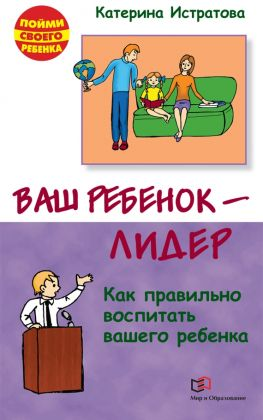 ПОЙМИ
СВОЕГО
РЕБЕНКА
Катерина Истратова
ВАШ РЕБЕНОК –
ЛИДЕР
Как правильно
воспитать
вашего ребенка
Мир и Образование